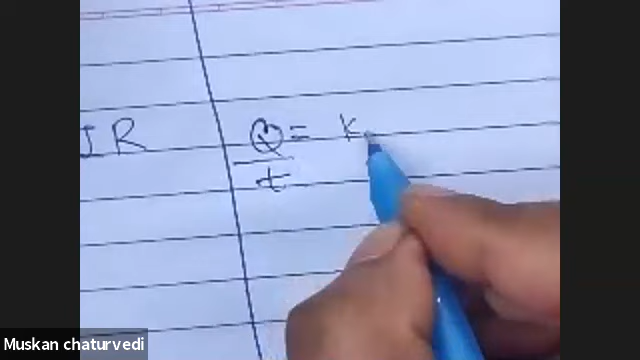 IR
Q = K
t
Muskan chaturvedi